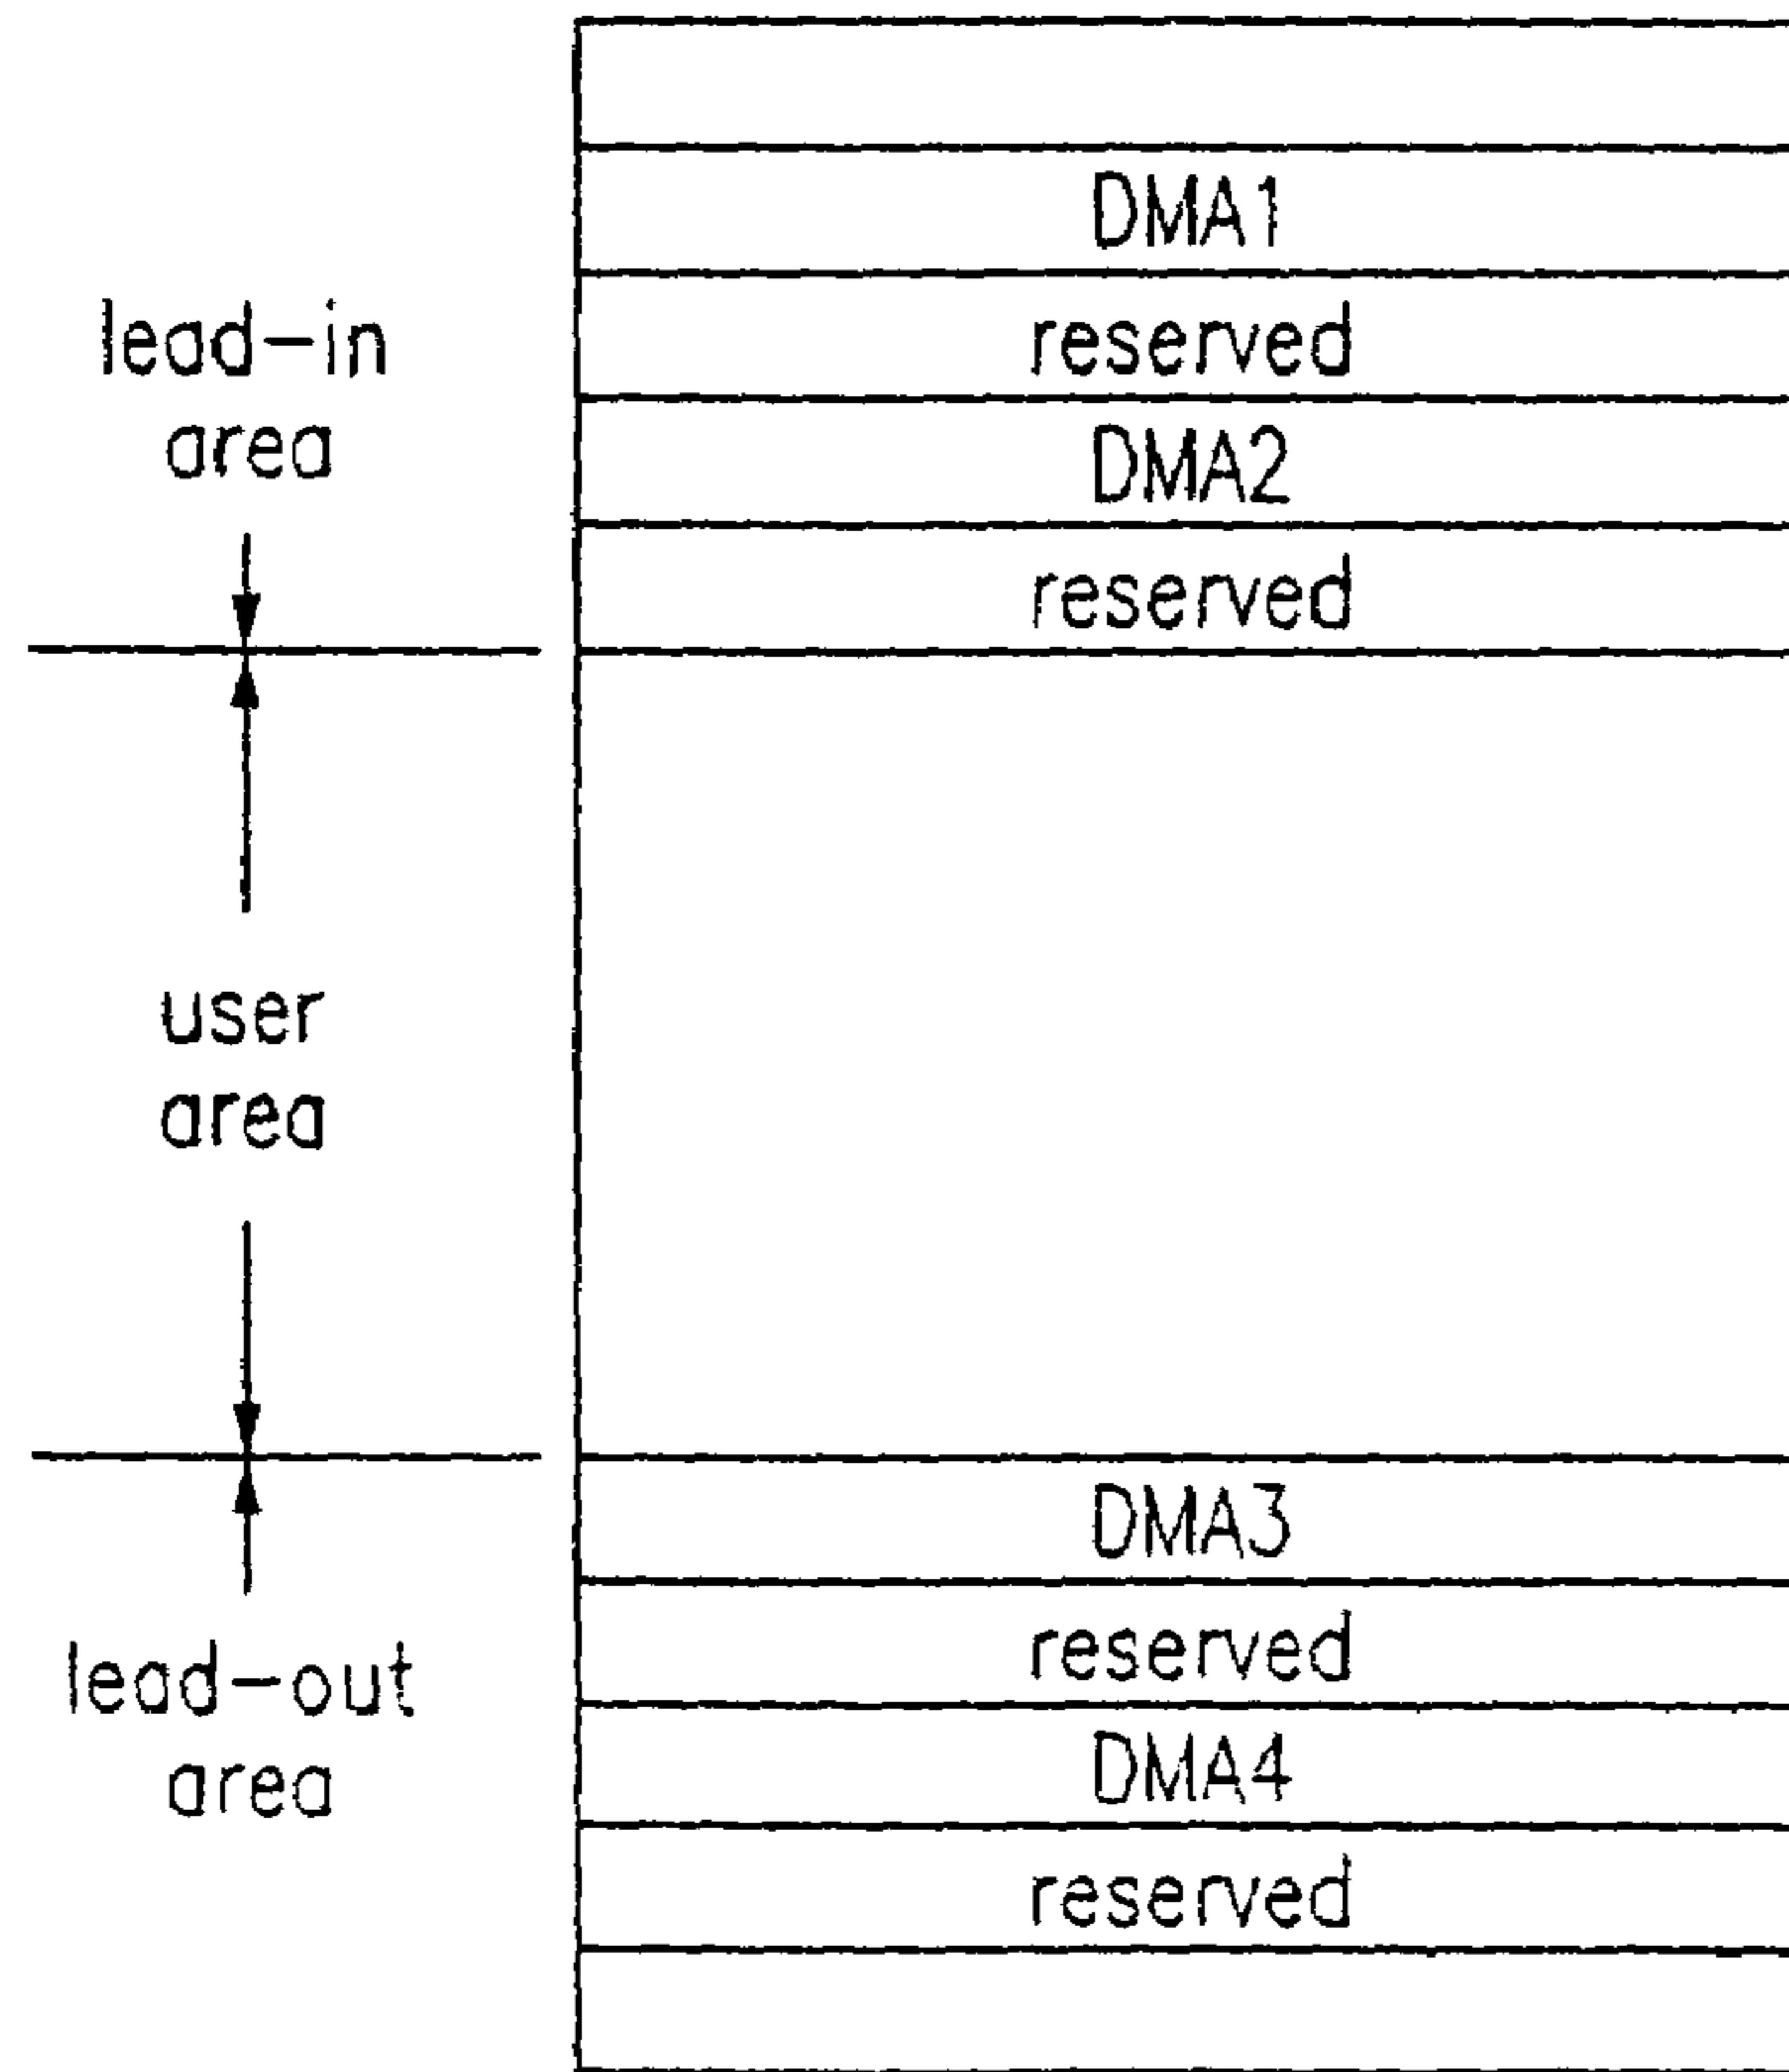 DMA1
lead-in
area
reserved
DMA2
reserved
user
area
DMA3
reserved
lead-out
area
DMA4
reserved